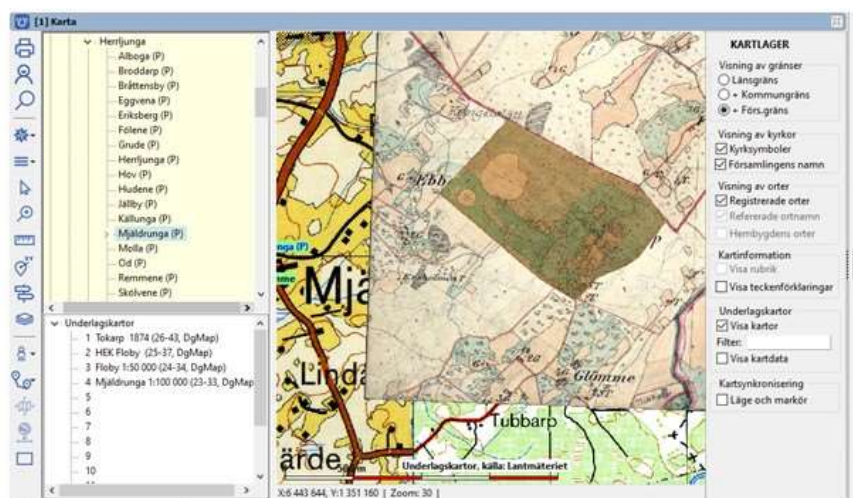 [1] Karta
Herrljunga
Alboga (P)
Broddarp (P)
Bråttensby (P)
Eggvena (P)
Eriksberg (P)
Fölene (P)
Grude (P)
Herrljunga (P)
Hov (P)
Hudene (P)
Jällby (P)
Källunga (P)
Mjäldrunga (P)
Molla (P)
Od (P)
Remmene (P)
Skölvene (P)
Underlagskartor
1 Tokarp 1874 (26-43, DgMap)
2 HEK Floby (25-37, DgMap)
3 Floby 1:50 000 (24-34, DgMap)
4 Mjäldrunga 1:100 000 (23-33, DgMap
5
6
7
8
9
10
Ebb
nga (P)
Mjä
Lindä
Glömme
Tubbarp
ärde
Underlagskartor, källa: Lantmäteriet
X:6 443 644, Y:1 351 160 | Zoom: 30 |
KARTLAGER
Visning av gränser
Länsgräns
+ Kommungräns
+ Förs.gräns
Visning av kyrkor
Kyrksymboler
Församlingens namn
Visning av orter
Registrerade orter
Refererade ortnamn
Hembygdens orter
Kartinformation
Visa rubrik
Visa teckenförklaringar
Underlagskartor
Visa kartor
Filter:
Visa kartdata
Kartsynkronisering
Läge och markör